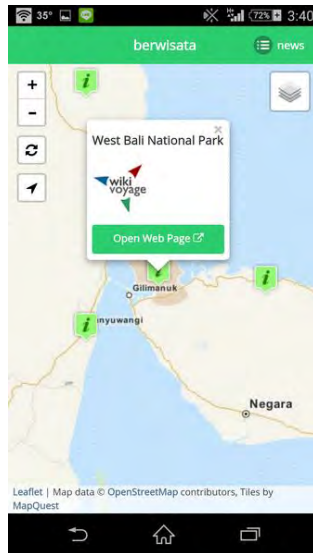 35° 72% 3:40
berwisata news
+
-
West Bali National Park
×
wiki
voyage
Open Web Page
Gilimanuk
nyuwangi
Negara
Leaflet | Map data © OpenStreetMap contributors, Tiles by
MapQuest